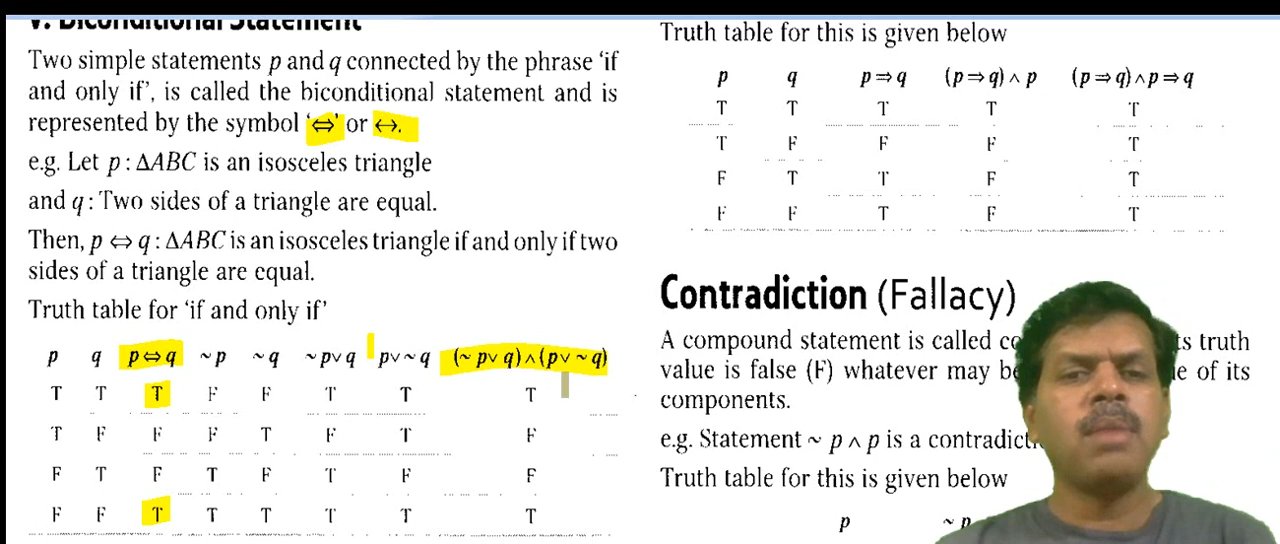 V. Biconditional Statement
Two simple statements p and q connected by the phrase 'if
and only if', is called the biconditional statement and is
represented by the symbol '⇔' or ↔.
e.g. Let p : ΔABC is an isosceles triangle
and q : Two sides of a triangle are equal.
Then, p ⇔ q : ΔABC is an isosceles triangle if and only if two
sides of a triangle are equal.
Truth table for 'if and only if'
p q p⇔q ~p ~q ~p∨q p∨~q (~p∨q)∧(p∨~q)
T T T F F T T T
T F F F T F T F
F T F T F T F F
F F T T T T T T
Truth table for this is given below
p q p⇒q (p⇒q)∧p (p⇒q)∧p⇒q
T T T T T
T F F F T
F T T F T
F F T F T
Contradiction (Fallacy)
A compound statement is called truth
value is false (F) whatever may of its
components.
e.g. Statement ~ p ∧ p is a
Truth table for this is given below
p ~p